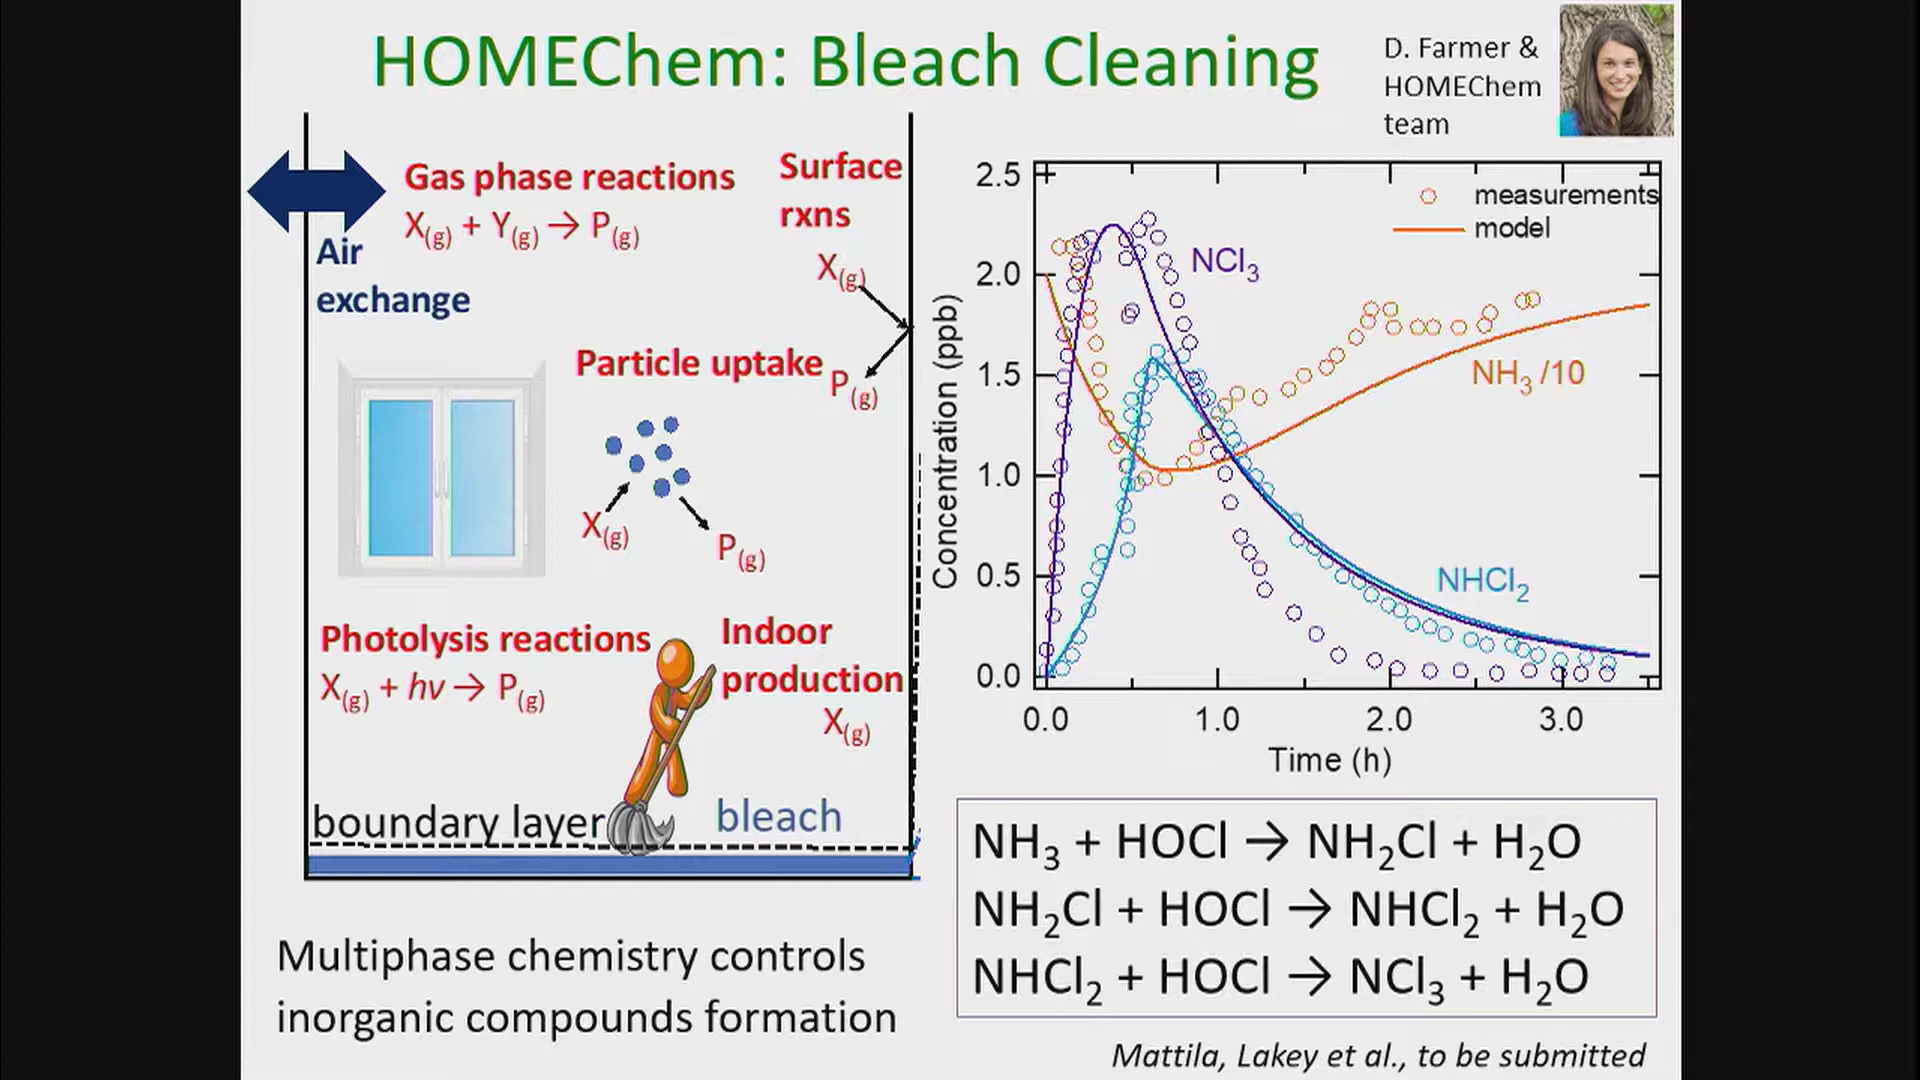 HOMEChem: Bleach Cleaning
D. Farmer &
HOMEChem
team
Gas phase reactions
X(g) + Y(g) → P(g)
Surface
rxns
X(g)
P(g)
Air
exchange
Particle uptake
X(g)
P(g)
Photolysis reactions
X(g) + hν → P(g)
Indoor
production
X(g)
boundary layer
bleach
Multiphase chemistry controls
inorganic compounds formation
2.5
2.0
1.5
1.0
0.5
0.0
Concentration (ppb)
0.0 1.0 2.0 3.0
Time (h)
measurements
model
NCl₃
NH₃ /10
NHCl₂
NH₃ + HOCl → NH₂Cl + H₂O
NH₂Cl + HOCl → NHCl₂ + H₂O
NHCl₂ + HOCl → NCl₃ + H₂O
Mattila, Lakey et al., to be submitted